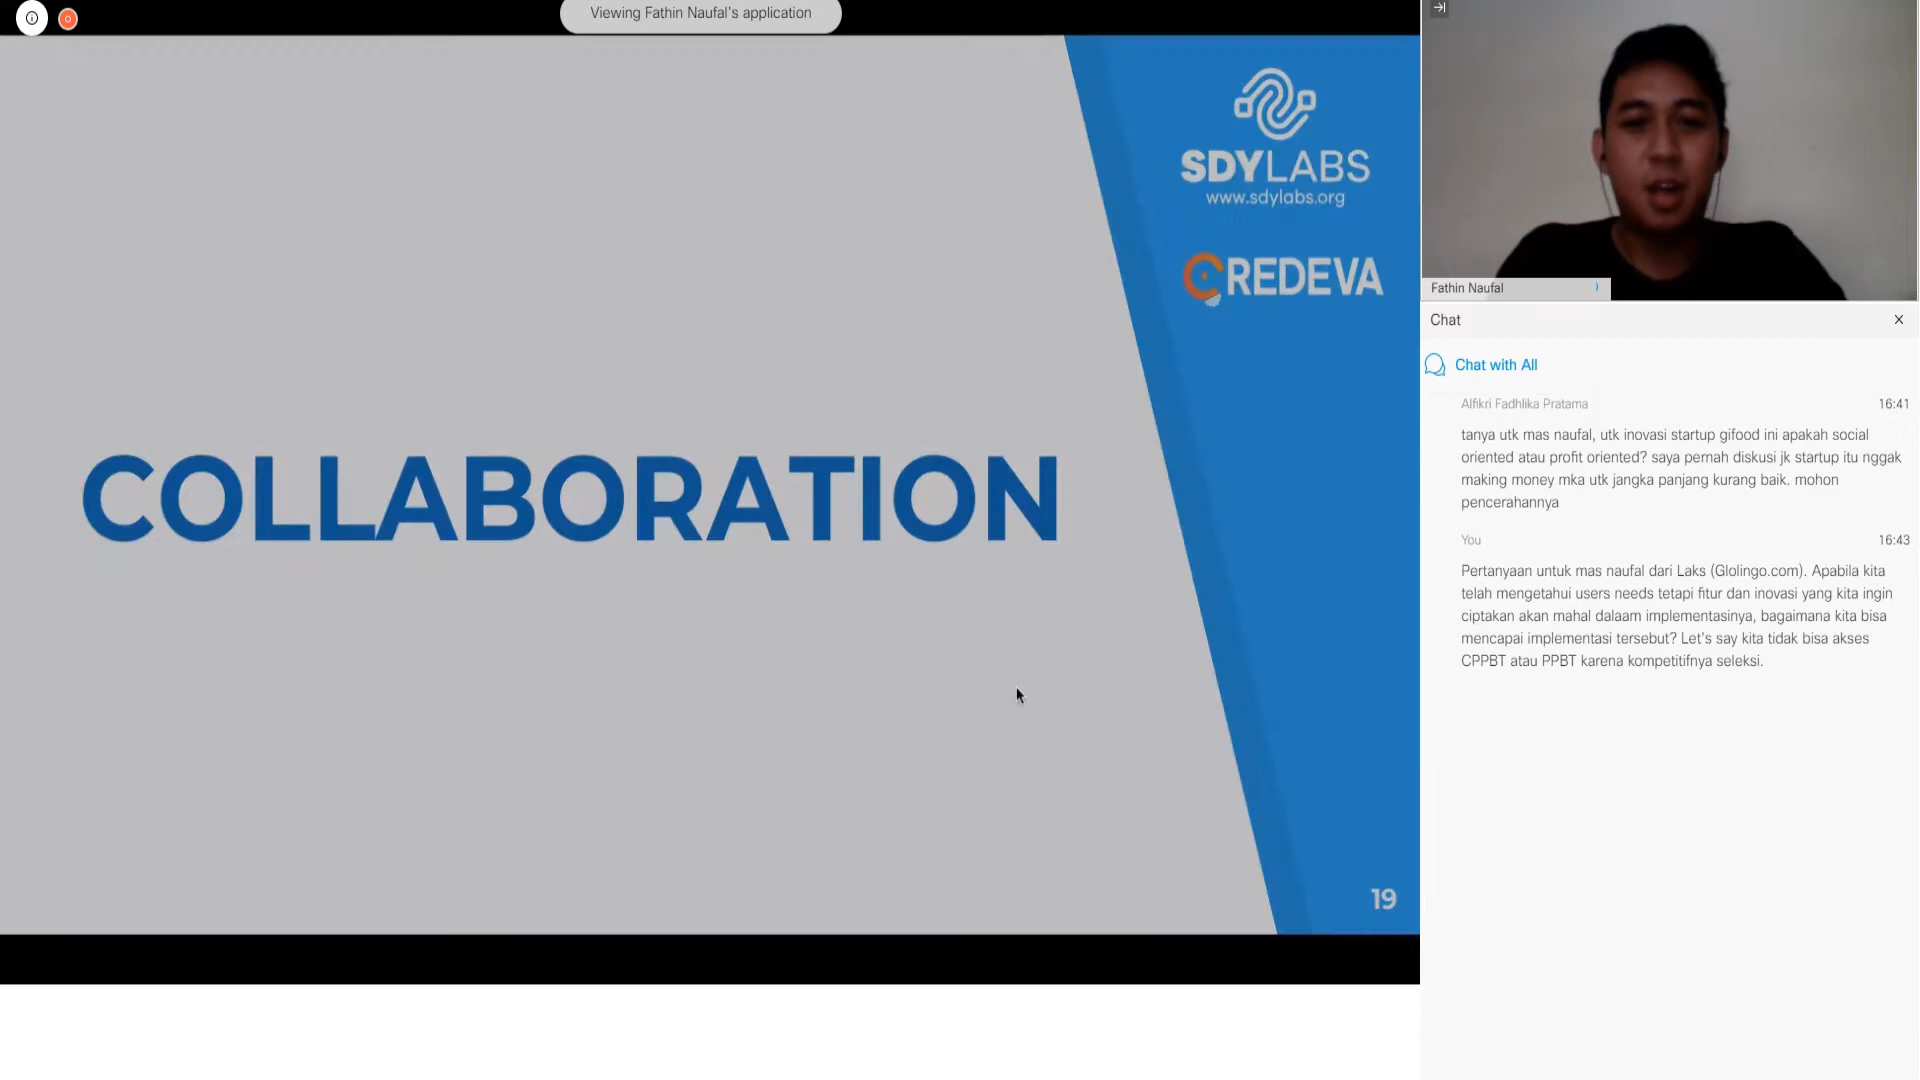 Viewing Fathin Naufal's application
SDYLABS
www.sdylabs.org
CREDEVA
COLLABORATION
19
Fathin Naufal
Chat
Chat with All
Alfikri Fadhlika Pratama 16:41
tanya utk mas naufal, utk inovasi startup gifood ini apakah social
oriented atau profit oriented? saya pernah diskusi jk startup itu nggak
making money mka utk jangka panjang kurang baik. mohon
pencerahannya
You 16:43
Pertanyaan untuk mas naufal dari Laks (Glolingo.com). Apabila kita
telah mengetahui users needs tetapi fitur dan inovasi yang kita ingin
ciptakan akan mahal dalaam implementasinya, bagaimana kita bisa
mencapai implementasi tersebut? Let's say kita tidak bisa akses
CPPBT atau PPBT karena kompetitifnya seleksi.